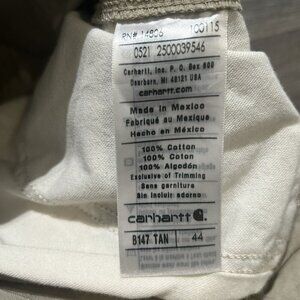 RN# 14806 100115
0521 2500039546
Carhartt, Inc. P.O. Box 600
Dearborn, MI 48121 USA
carhartt.com
Made in Mexico
Fabriqué au Mexique
Hecho en México
100% Cotton
100% Coton
100% Algodón
Exclusive of Trimming
Sans garniture
Sin incluir adorno
carhartt
B147 TAN 44